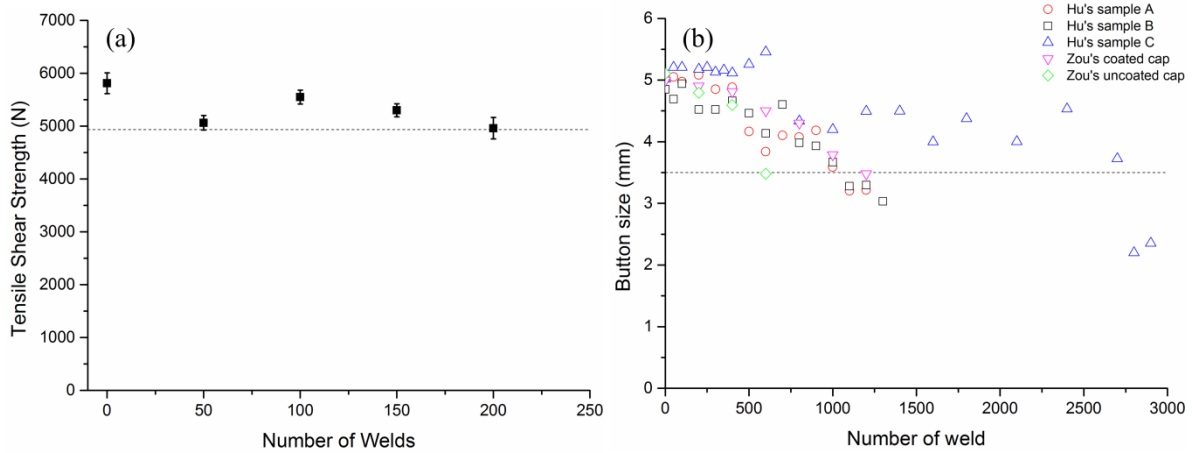 (a)
Tensile Shear Strength (N)
7000
6000
5000
4000
3000
2000
1000
0
0 50 100 150 200 250
Number of Welds
(b)
Hu's sample A
Hu's sample B
Hu's sample C
Zou's coated cap
Zou's uncoated cap
Button size (mm)
6
5
4
3
2
1
0
0 500 1000 1500 2000 2500 3000
Number of weld